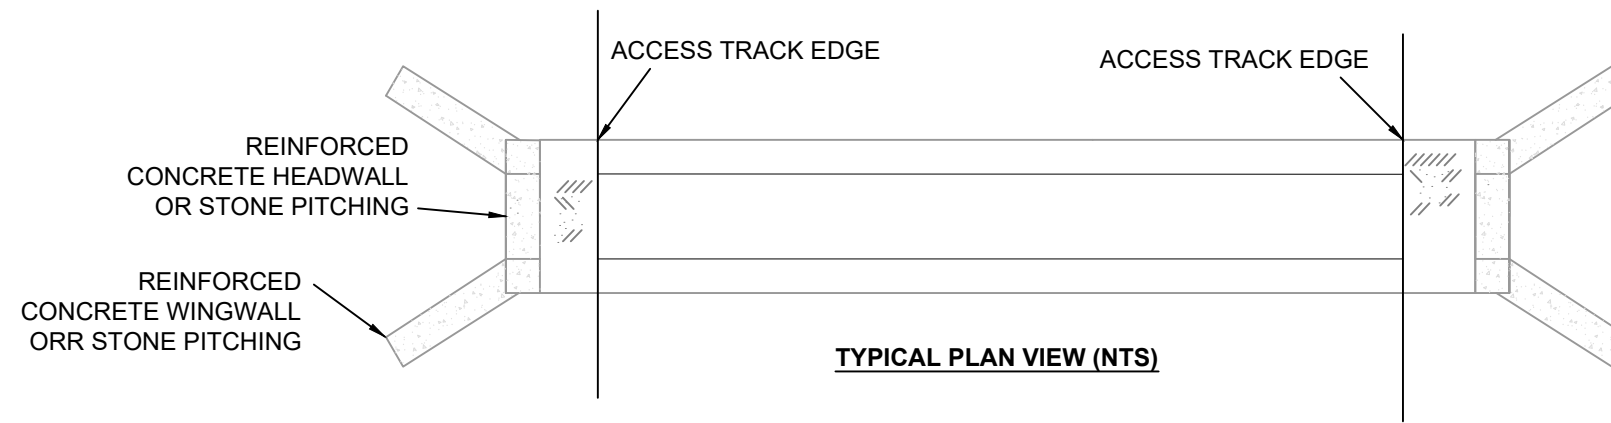 ACCESS TRACK EDGE
ACCESS TRACK EDGE
REINFORCED
CONCRETE HEADWALL
OR STONE PITCHING
REINFORCED
CONCRETE WINGWALL
ORR STONE PITCHING
TYPICAL PLAN VIEW (NTS)